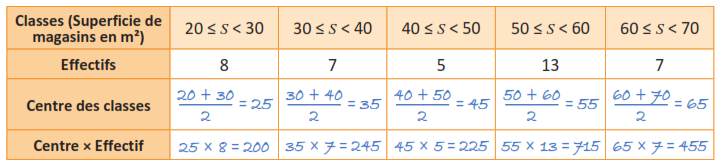 Classes (Superficie de magasins en m²) 20 ≤ S < 30 30 ≤ S < 40 40 ≤ S < 50 50 ≤ S < 60 60 ≤ S < 70
Effectifs 8 7 5 13 7
Centre des classes (20 + 30)/2 = 25 (30 + 40)/2 = 35 (40 + 50)/2 = 45 (50 + 60)/2 = 55 (60 + 70)/2 = 65
Centre × Effectif 25 × 8 = 200 35 × 7 = 245 45 × 5 = 225 55 × 13 = 715 65 × 7 = 455